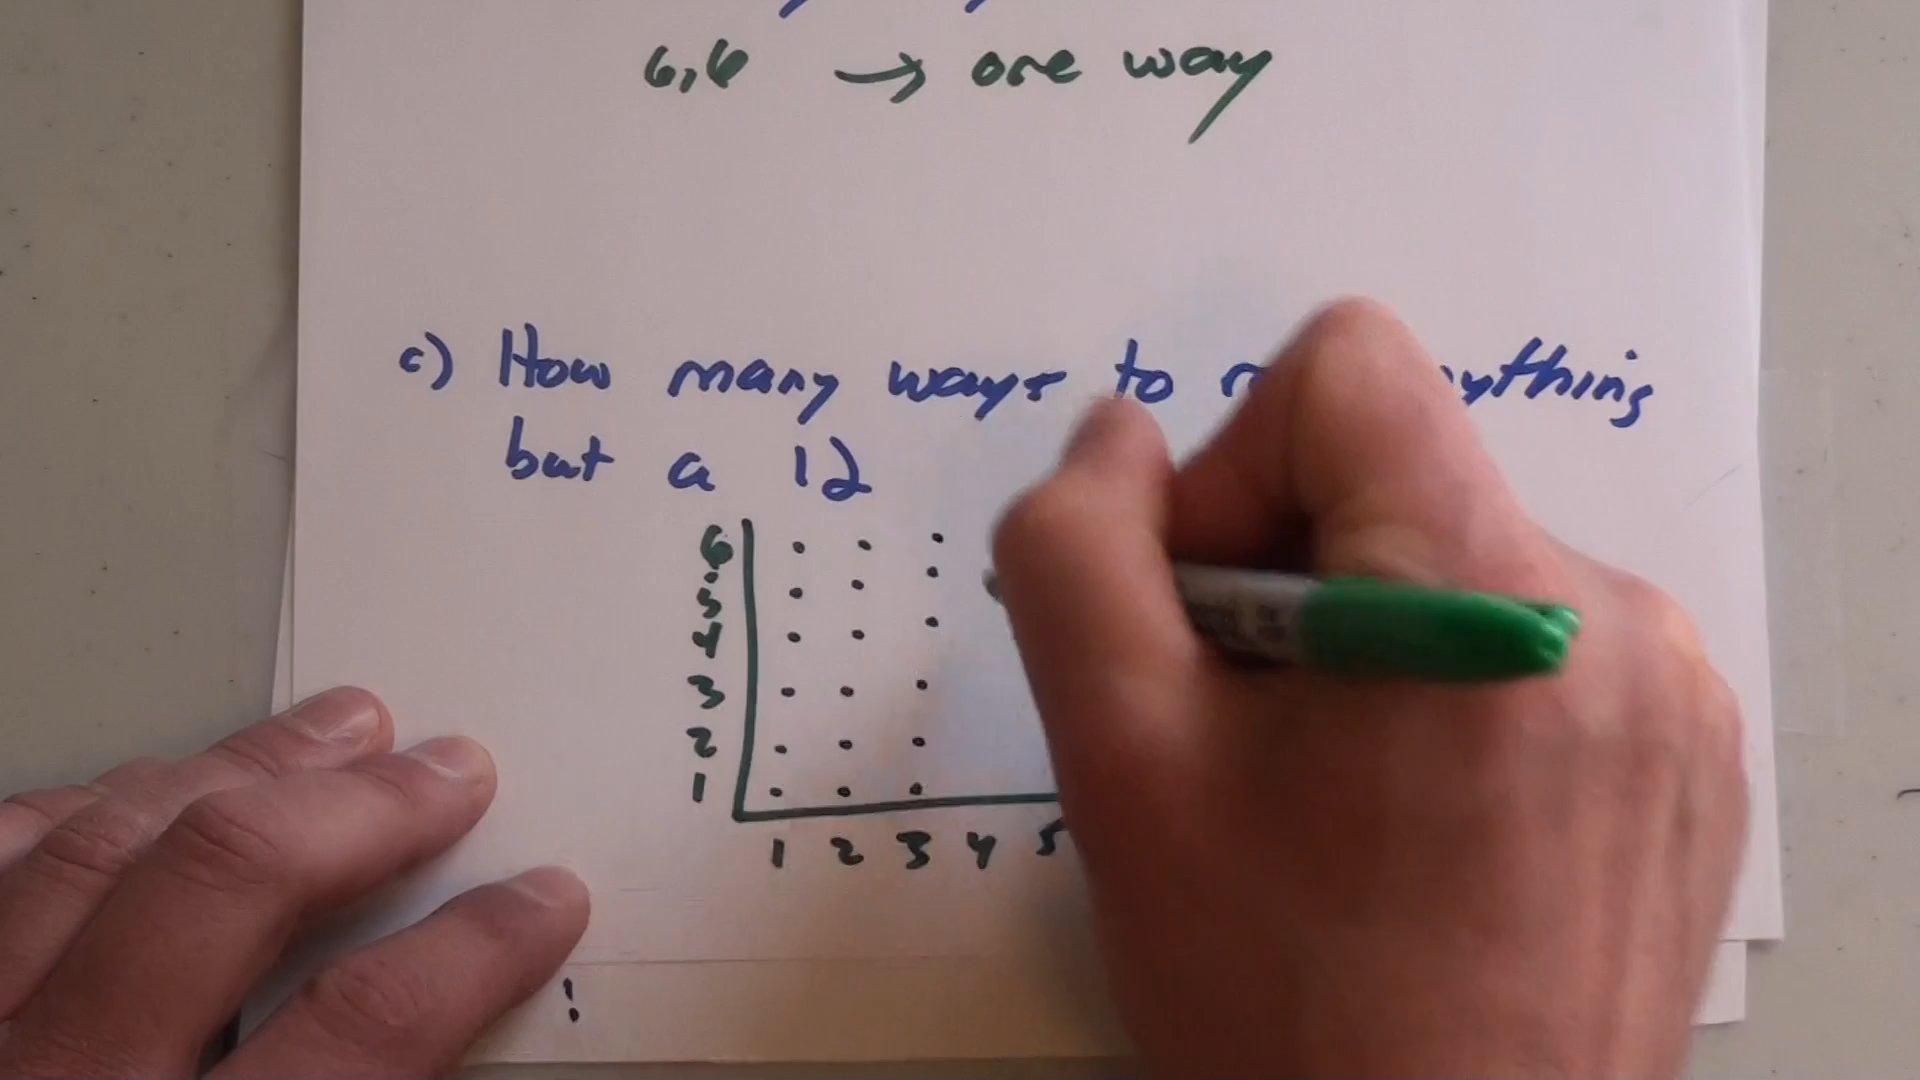 6,6 → one way
c) How many ways to
but a 12
6
5
4
3
2
1
1 2 3 4 5
!